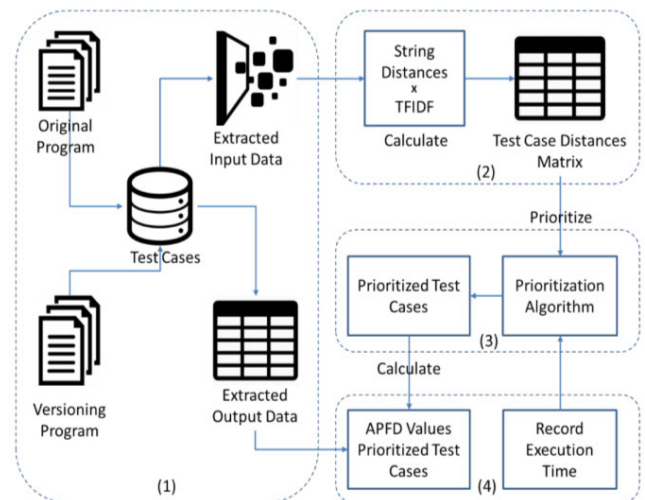 Original
Program
Extracted
Input Data
Test Cases
Versioning
Program
Extracted
Output Data
(1)
String
Distances
x
TFIDF
Calculate
Test Case Distances
Matrix
(2)
Prioritize
Prioritized Test
Cases
Prioritization
Algorithm
(3)
Calculate
APFD Values
Prioritized Test
Cases
Record
Execution
Time
(4)